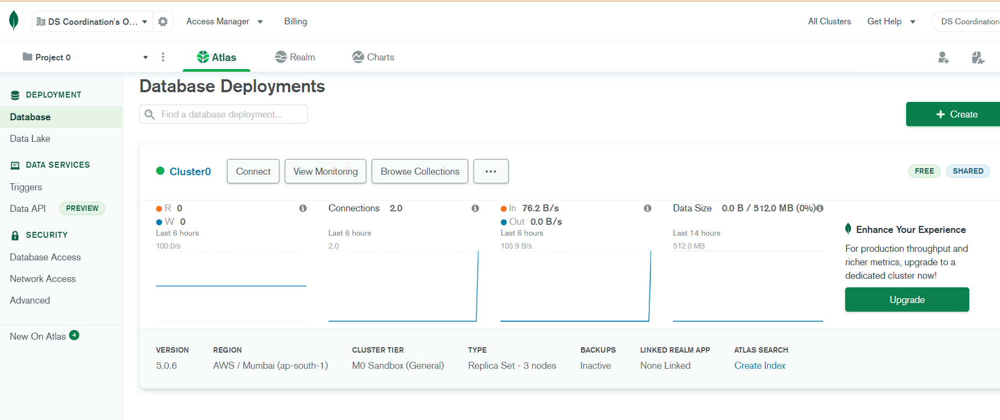 DS Coordination's O...
Access Manager
Billing
All Clusters
Get Help
DS Coordination
Project 0
Atlas
Realm
Charts
DEPLOYMENT
Database
Data Lake
DATA SERVICES
Triggers
Data API PREVIEW
SECURITY
Database Access
Network Access
Advanced
New On Atlas 4
Database Deployments
Find a database deployment...
+ Create
Cluster0
Connect
View Monitoring
Browse Collections
...
FREE
SHARED
R 0
W 0
Last 6 hours
100.0/s
Connections 2.0
Last 6 hours
2.0
In 76.2 B/s
Out 0.0 B/s
Last 6 hours
105.9 B/s
Data Size 0.0 B / 512.0 MB (0%)
Last 14 hours
512.0 MB
Enhance Your Experience
For production throughput and
richer metrics, upgrade to a
dedicated cluster now!
Upgrade
VERSION
5.0.6
REGION
AWS / Mumbai (ap-south-1)
CLUSTER TIER
M0 Sandbox (General)
TYPE
Replica Set - 3 nodes
BACKUPS
Inactive
LINKED REALM APP
None Linked
ATLAS SEARCH
Create Index